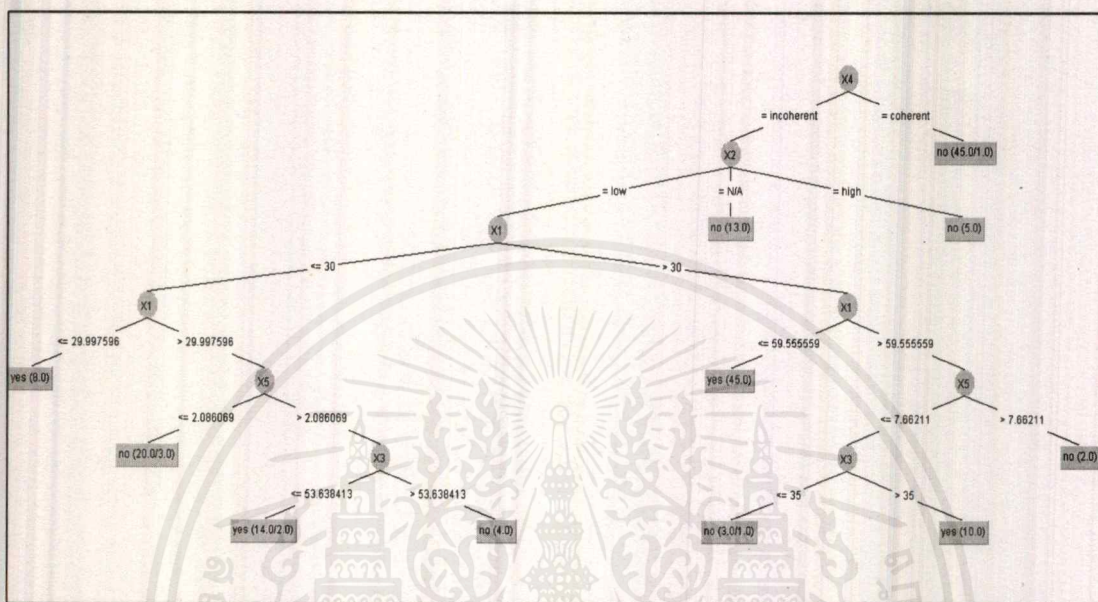 X4
= incoherent
= coherent
X2
no (45.0/1.0)
= low
= N/A
= high
X1
no (13.0)
no (5.0)
<= 30
> 30
X1
X1
<= 29.997596
> 29.997596
<= 59.555559
> 59.555559
yes (8.0)
X5
yes (45.0)
X5
<= 2.086069
> 2.086069
<= 7.66211
> 7.66211
no (20.0/3.0)
X3
X3
no (2.0)
<= 53.638413
> 53.638413
<= 35
> 35
yes (14.0/2.0)
no (4.0)
no (3.0/1.0)
yes (10.0)